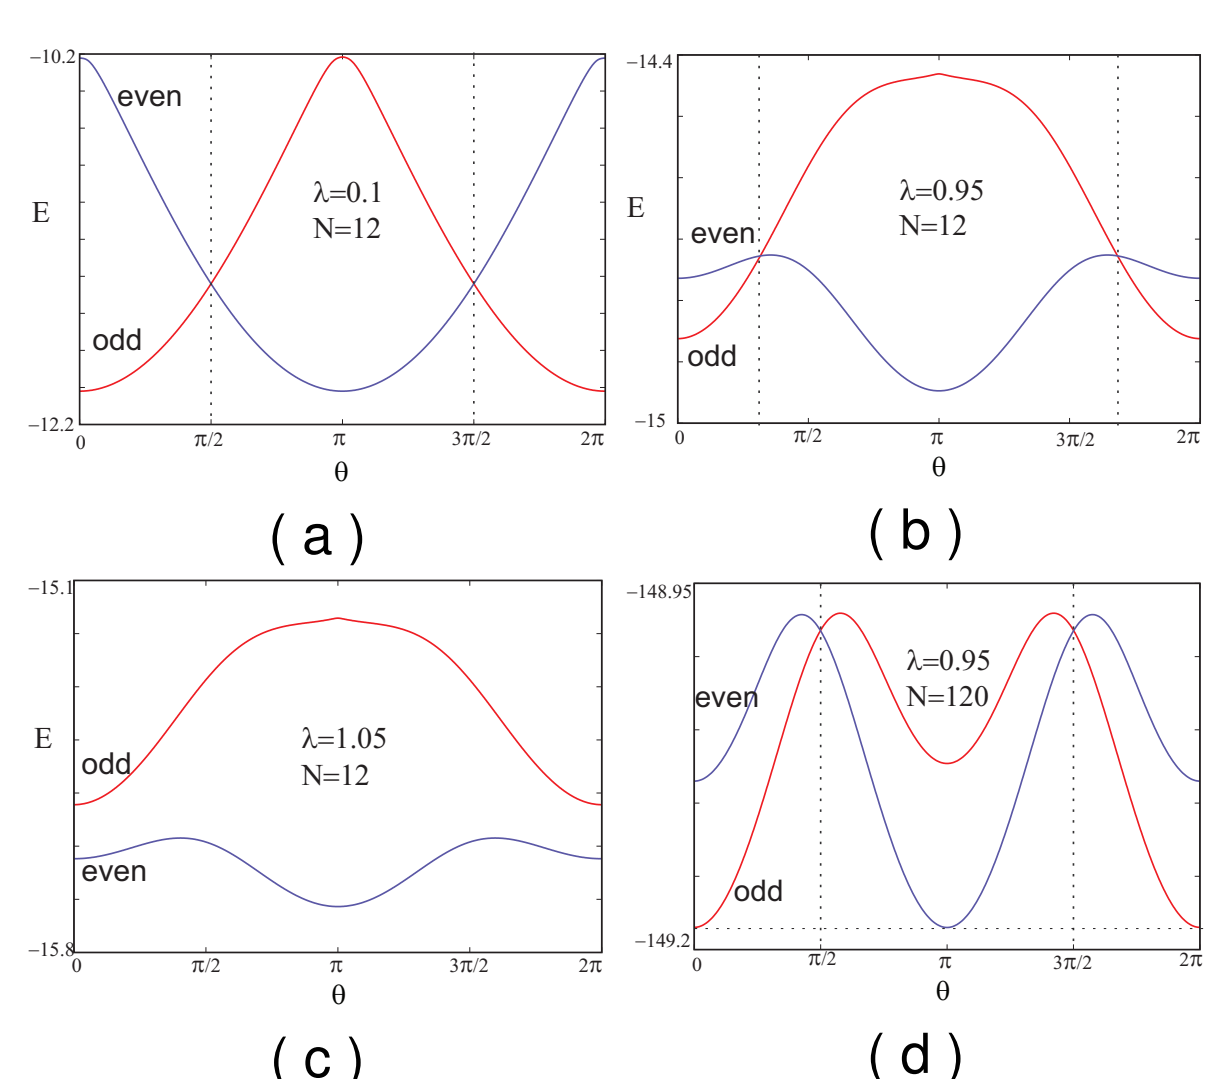 −10.2
even
E
λ=0.1
N=12
odd
−12.2
0 π/2 π 3π/2 2π
θ
( a )
−14.4
E
λ=0.95
N=12
even
odd
−15
0 π/2 π 3π/2 2π
θ
( b )
−15.1
E
λ=1.05
N=12
odd
even
−15.8
0 π/2 π 3π/2 2π
θ
( c )
−148.95
λ=0.95
N=120
even
odd
−149.2
0 π/2 π 3π/2 2π
θ
( d )